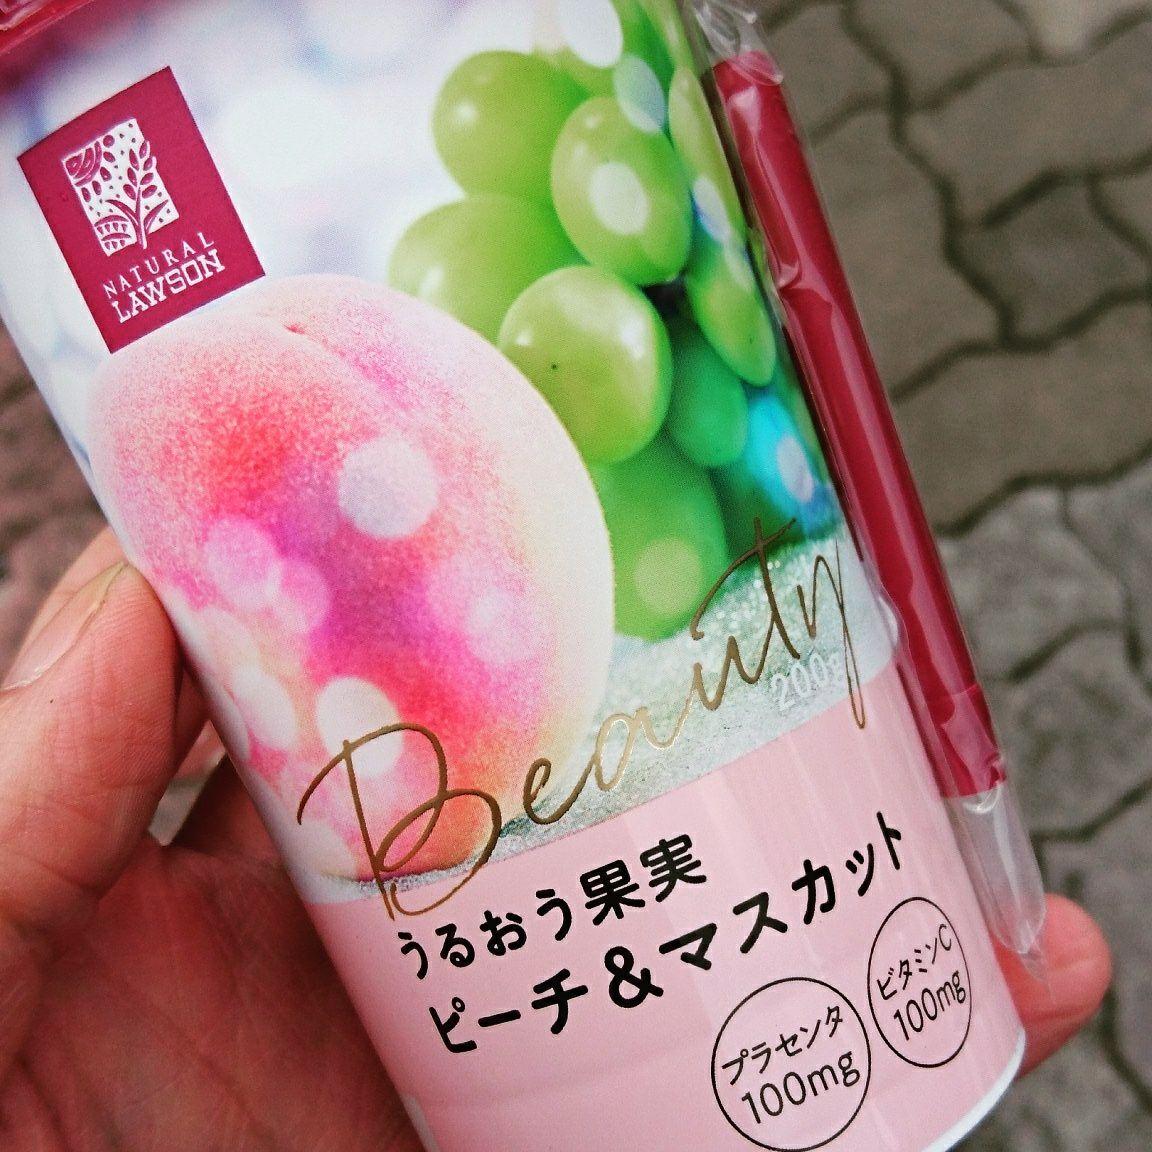 NATURAL
LAWSON
Beauty
200g
うるおう果実
ピーチ&マスカット
プラセンタ
100mg
ビタミンC
100mg